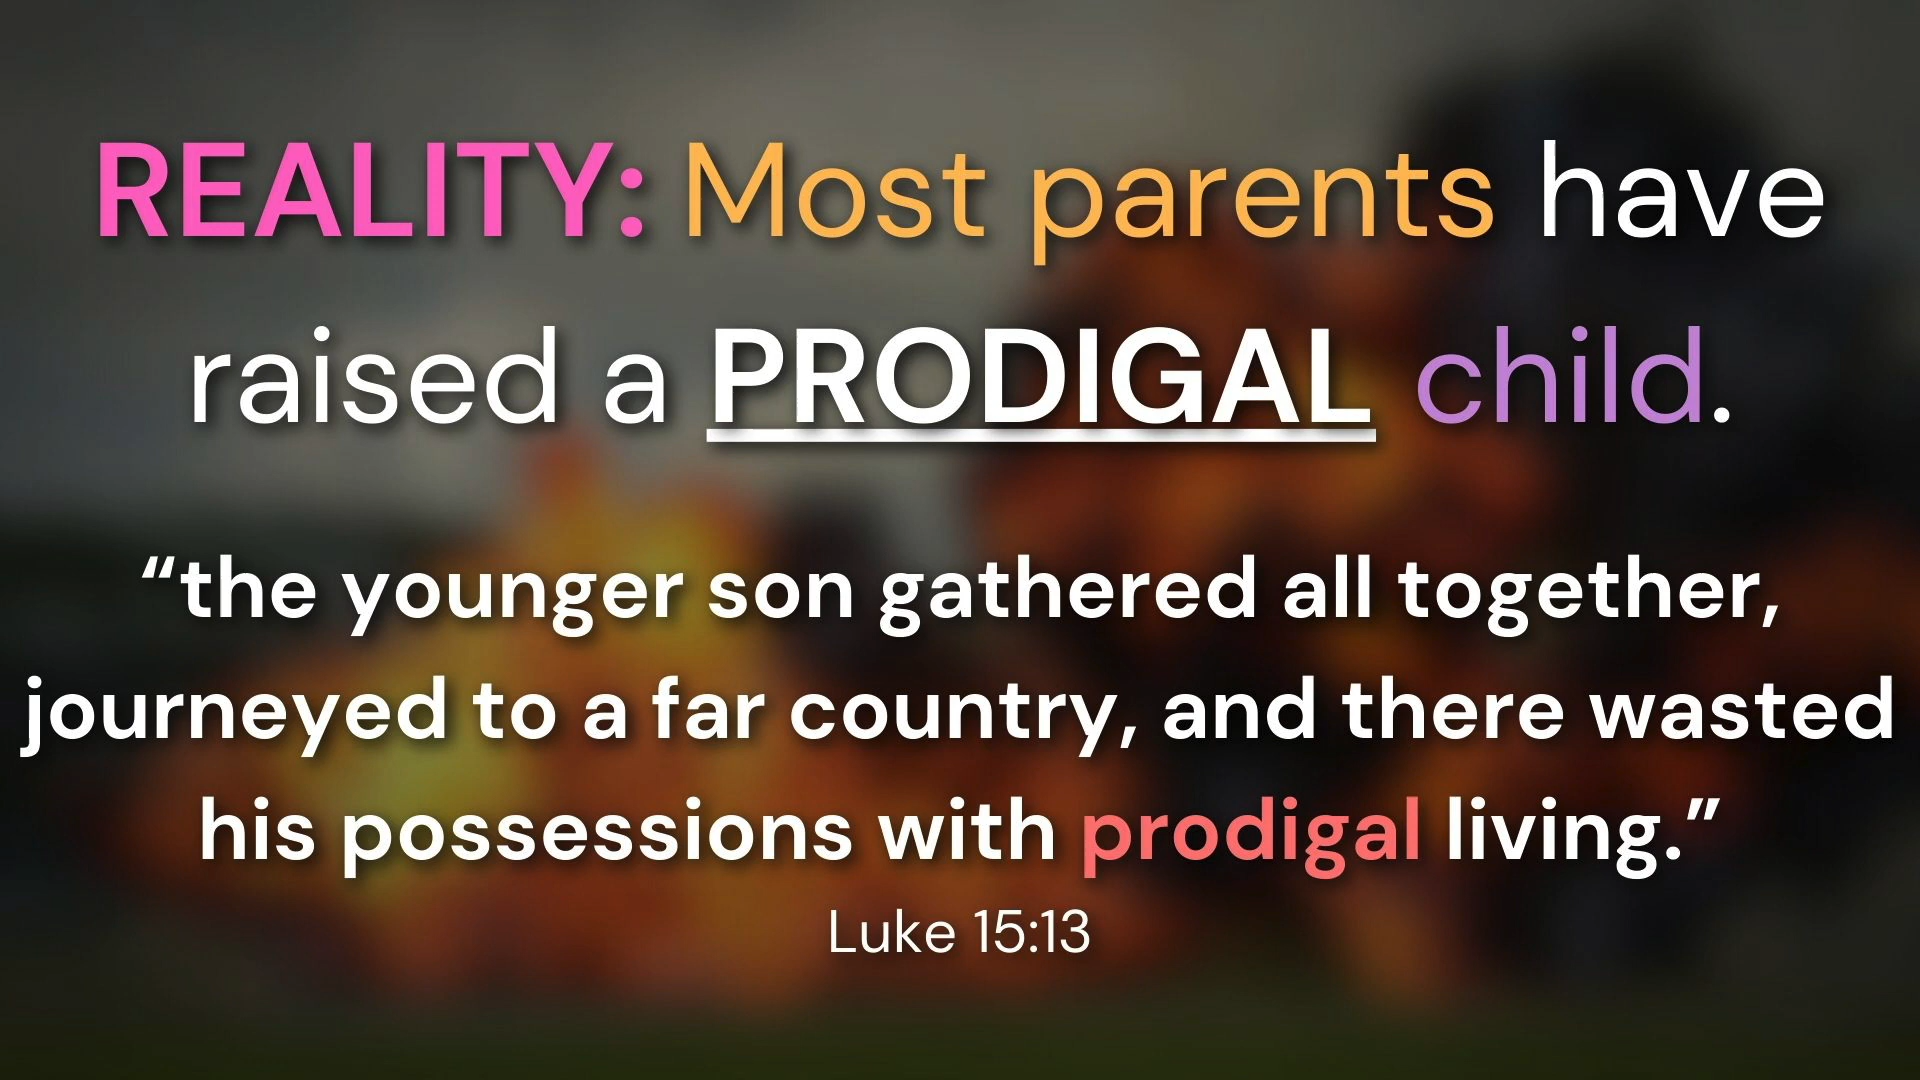 REALITY: Most parents have
raised a PRODIGAL child.
“the younger son gathered all together,
journeyed to a far country, and there wasted
his possessions with prodigal living.”
Luke 15:13